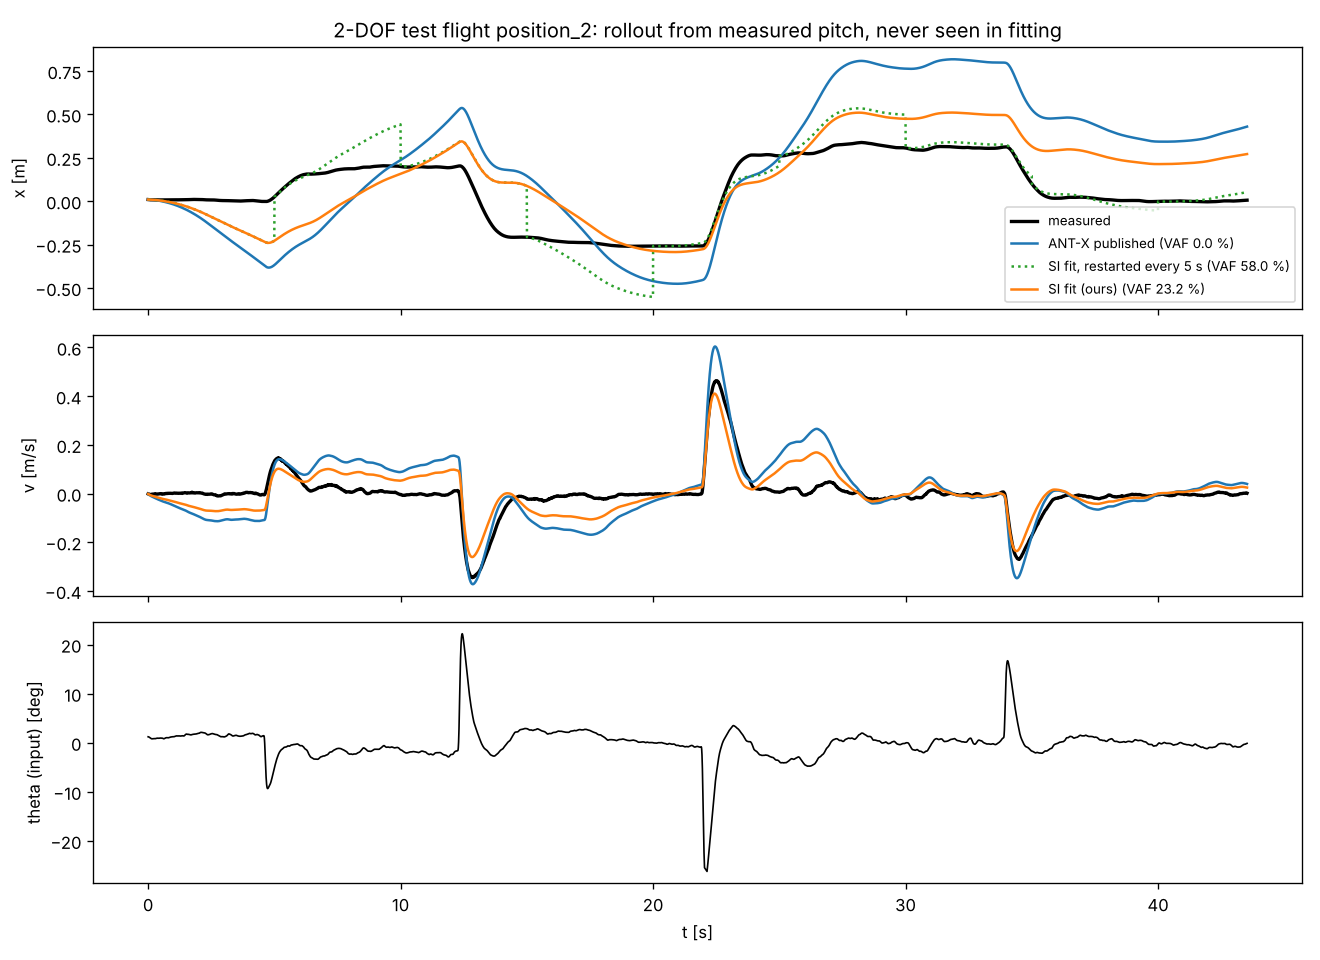 2-DOF test flight position_2: rollout from measured pitch, never seen in fitting
x [m]
0.75
0.50
0.25
0.00
−0.25
−0.50
measured
ANT-X published (VAF 0.0 %)
SI fit, restarted every 5 s (VAF 58.0 %)
SI fit (ours) (VAF 23.2 %)
v [m/s]
0.6
0.4
0.2
0.0
−0.2
−0.4
theta (input) [deg]
20
10
0
−10
−20
0
10
20
30
40
t [s]